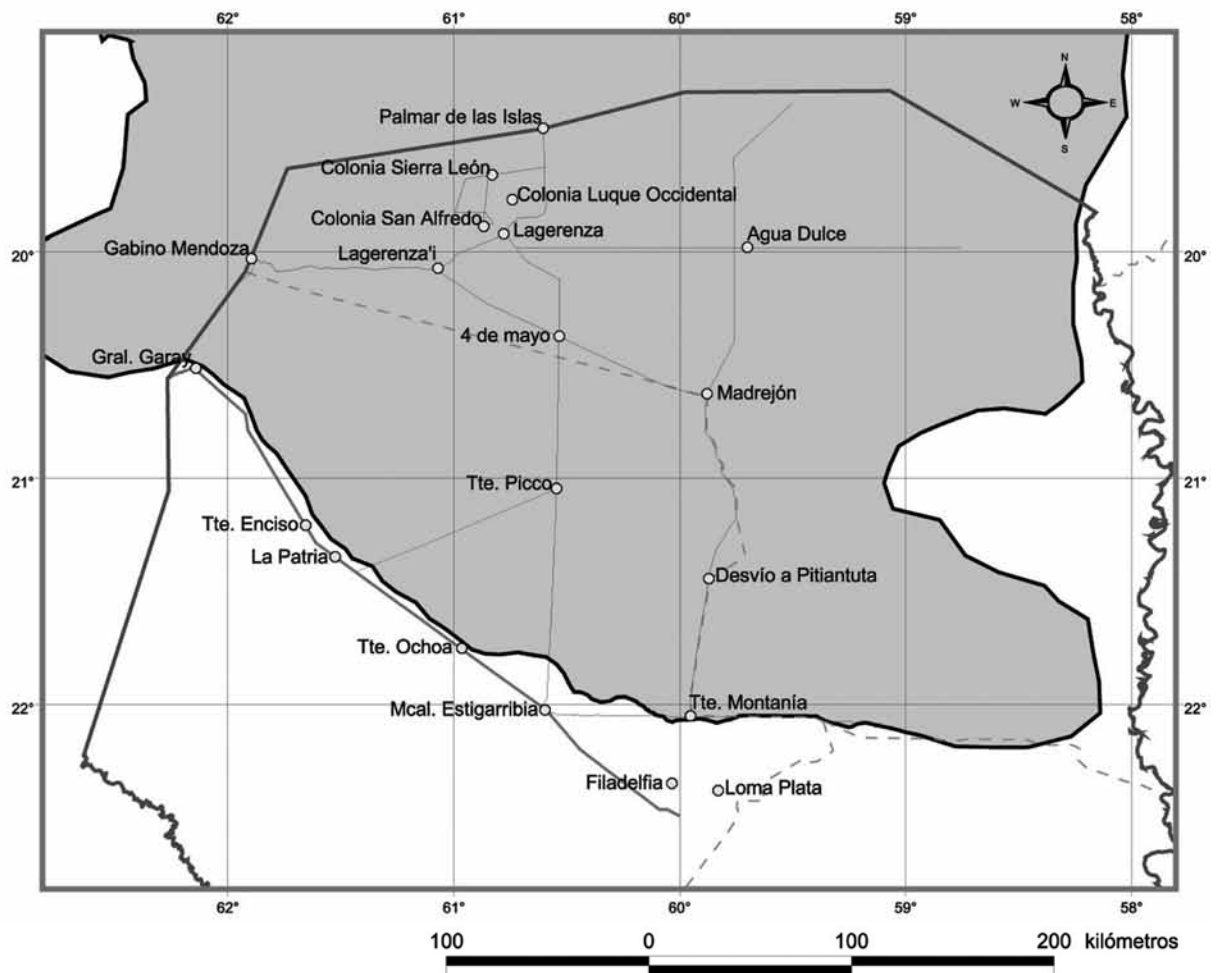 62° 61° 60° 59° 58°
N
W E
S
Palmar de las Islas
Colonia Sierra León
Colonia Luque Occidental
Colonia San Alfredo
Lagerenza
Agua Dulce
Gabino Mendoza
Lagerenza'i
20° 20°
4 de mayo
Gral. Garay
Madrejón
21° 21°
Tte. Picco
Tte. Enciso
La Patria
Desvío a Pitiantuta
Tte. Ochoa
Tte. Montanía
Mcal. Estigarribia
22° 22°
Filadelfia
Loma Plata
62° 61° 60° 59° 58°
100 0 100 200 kilómetros